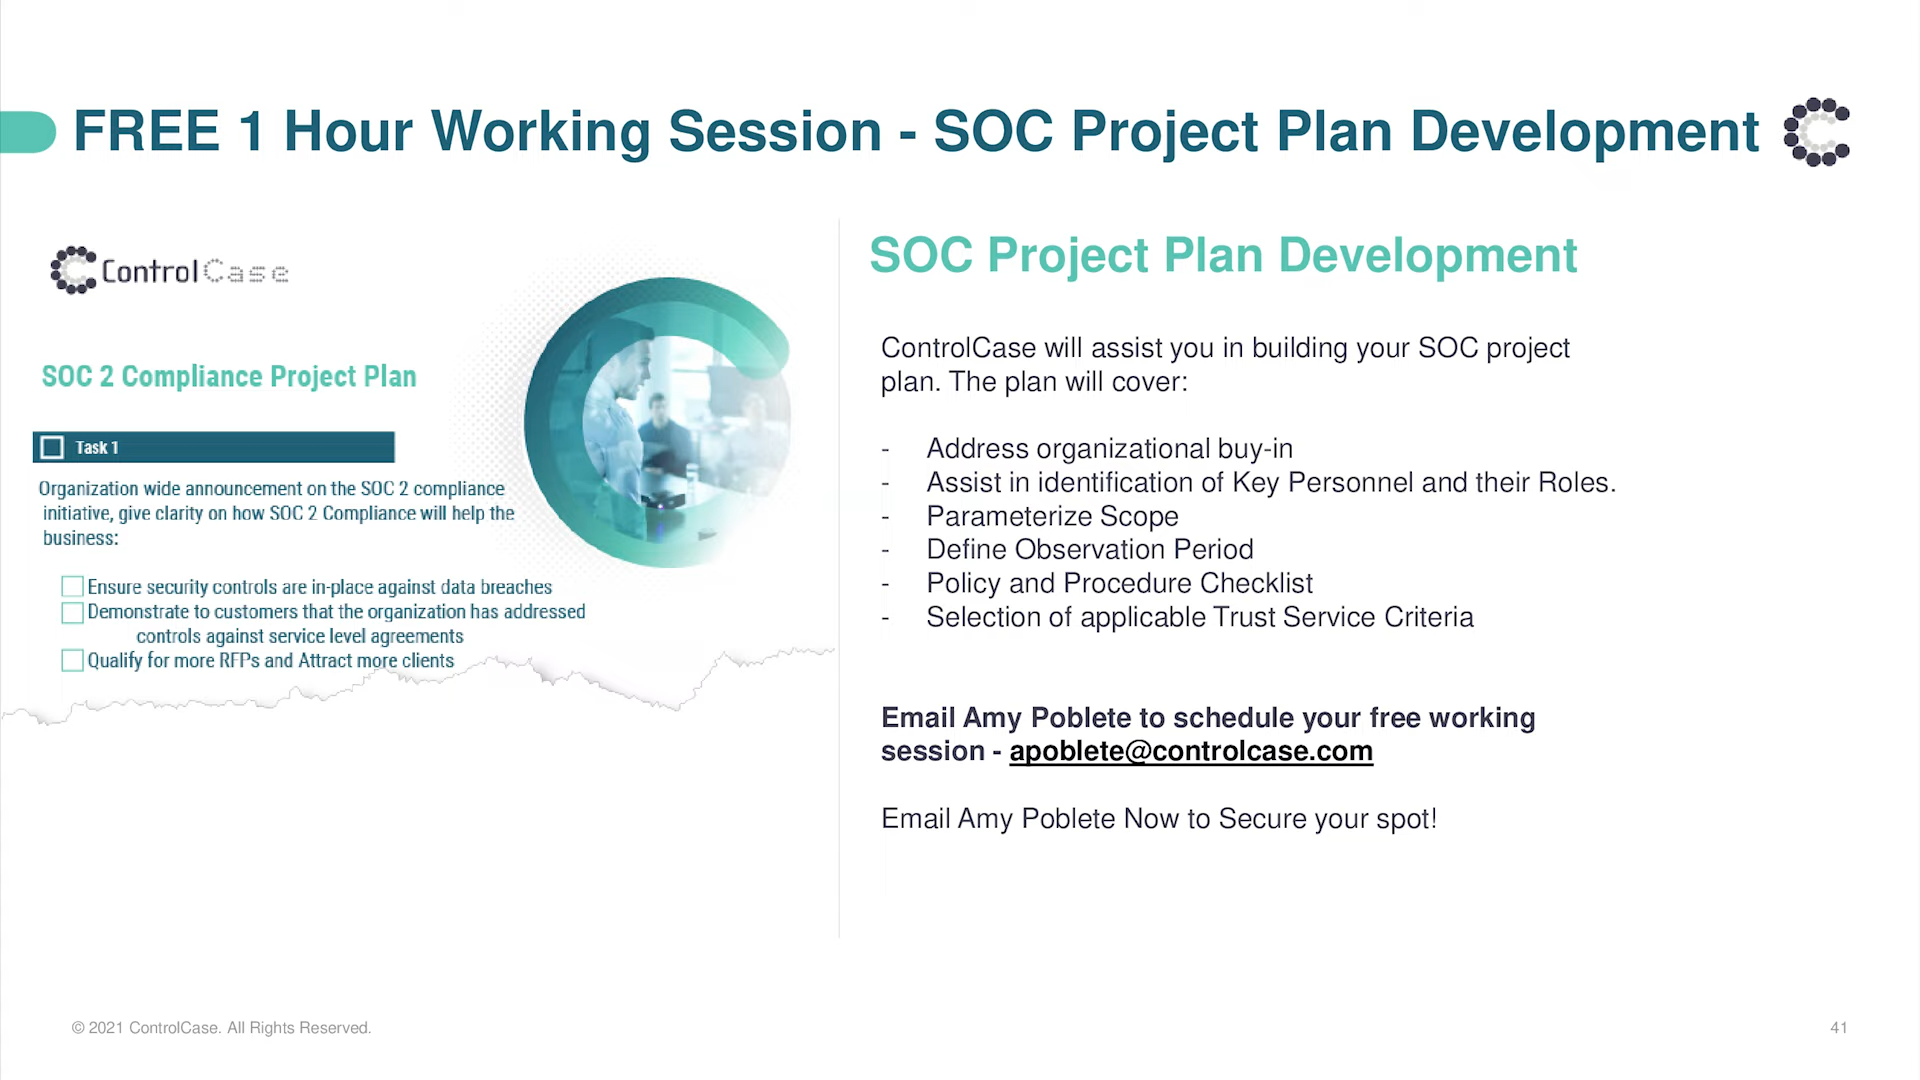 FREE 1 Hour Working Session - SOC Project Plan Development
ControlCase
SOC 2 Compliance Project Plan
Task 1
Organization wide announcement on the SOC 2 compliance
initiative, give clarity on how SOC 2 Compliance will help the
business:
Ensure security controls are in-place against data breaches
Demonstrate to customers that the organization has addressed
controls against service level agreements
Qualify for more RFPs and Attract more clients
SOC Project Plan Development
ControlCase will assist you in building your SOC project
plan. The plan will cover:
- Address organizational buy-in
- Assist in identification of Key Personnel and their Roles.
- Parameterize Scope
- Define Observation Period
- Policy and Procedure Checklist
- Selection of applicable Trust Service Criteria
Email Amy Poblete to schedule your free working
session - apoblete@controlcase.com
Email Amy Poblete Now to Secure your spot!
© 2021 ControlCase. All Rights Reserved.
41